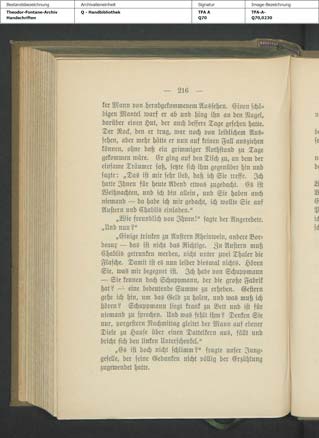 Bestandsbezeichnung Archivalieneinheit Signatur Image-Bezeichnung
Theodor-Fontane-Archiv Q - Handbibliothek TFA A TFA-A-
Handschriften Q70 Q70,0230
— 216 —
ker Mann von herabgekommenem Aussehen. Einen schä-
bigen Mantel warf er ab und hing ihn an den Nagel,
darüber einen Hut, der auch bessere Tage gesehen hatte.
Der Rock, den er trug, war noch von leidlichem Aus-
sehen, aber mehr hätte er nun auf keinen Fall ausziehen
können, ohne daß ein grimmiger Nothstand zu Tage
gekommen wäre. Er ging auf den Tisch zu, an dem der
einsame Träumer saß, setzte sich ihm gegenüber hin und
sagte: „Das ist mir sehr lieb, daß ich Sie treffe. Ich
hatte Ihnen für heute Abend etwas zugedacht. Es ist
Weihnachten, und ich bin allein, und Sie haben auch
niemand — da habe ich mir gedacht, ich wollte Sie auf
Austern und Chablis einladen.“
„Wie freundlich von Ihnen!“ sagte der Angeredete.
„Und nun?“
„Einige trinken zu Austern Rheinwein, andere Bor-
deaux — das ist nicht das Richtige. Zu Austern muß
Chablis getrunken werden, nicht unter zwei Thaler die
Flasche. Damit ist es nun leider diesmal nichts. Hören
Sie, was mir begegnet ist. Ich habe von Schuppmann
— Sie kennen doch Schuppmann, der die große Fabrik
hat? — eine bedeutende Summe zu erheben. Gestern
gehe ich hin, um das Geld zu holen, und was muß ich
hören? Schuppmann liegt krank zu Bett und ist für
niemand zu sprechen. Und was fehlt ihm? Denken Sie
nur, vorgestern Nachmittag gleitet der Mann auf ebener
Diele zu Hause über einen Dattelkern aus, fällt und
bricht sich den linken Unterschenkel.“
„Es ist doch nicht schlimm?“ fragte unser Jung-
geselle, der seine Gedanken nicht völlig der Erzählung
zugewendet hatte.